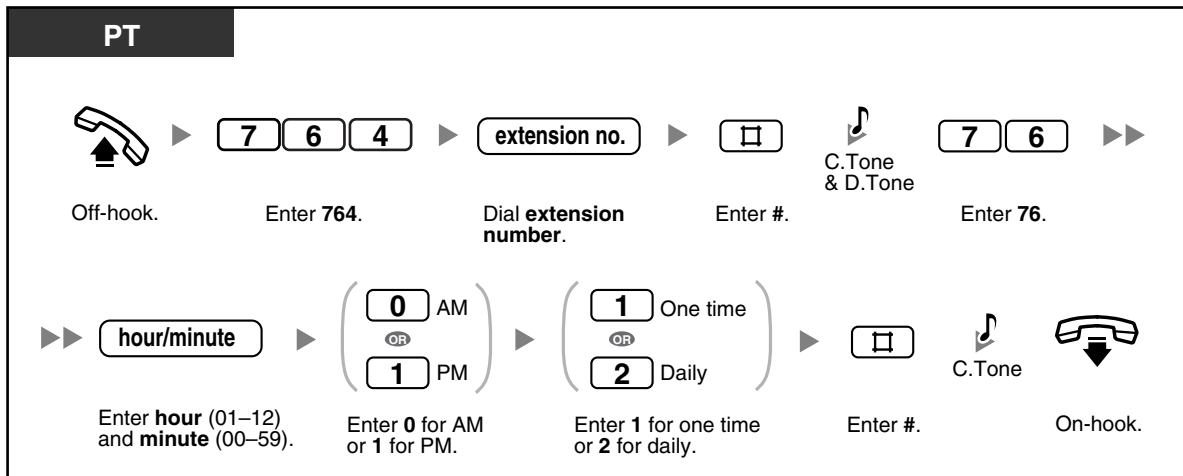 PT
7 6 4
extension no.
C.Tone
& D.Tone
7 6
Off-hook.
Enter 764.
Dial extension
number.
Enter #.
Enter 76.
hour/minute
0 AM
OR
1 PM
1 One time
OR
2 Daily
C.Tone
Enter hour (01–12)
and minute (00–59).
Enter 0 for AM
or 1 for PM.
Enter 1 for one time
or 2 for daily.
Enter #.
On-hook.